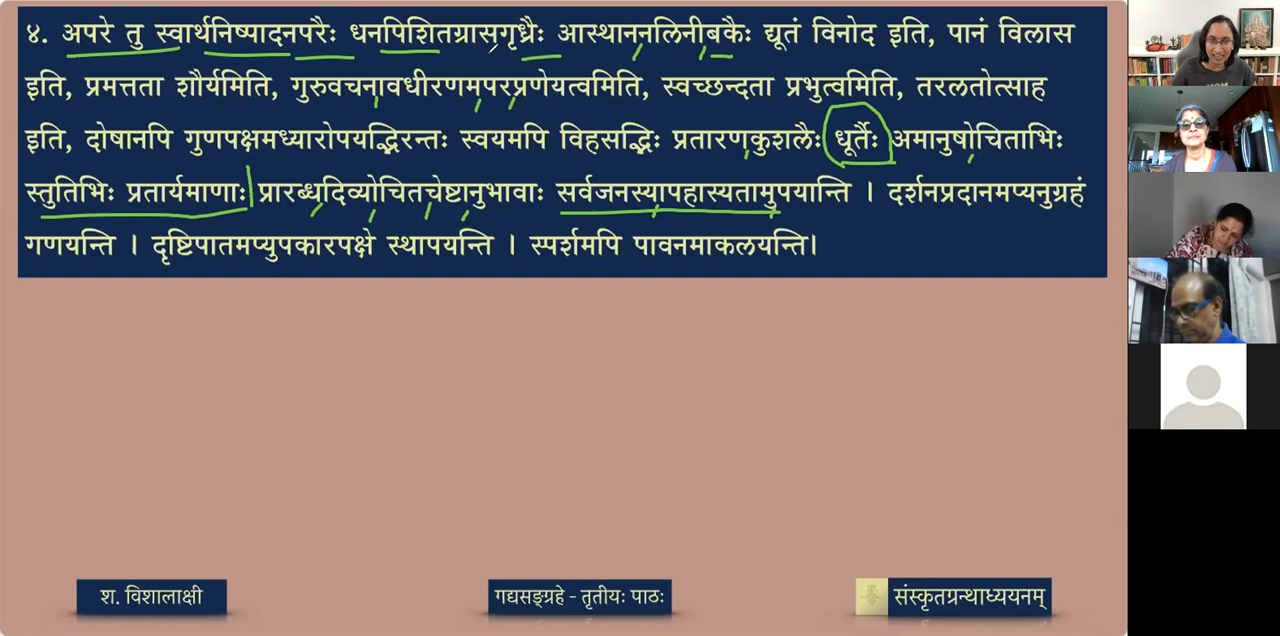 ४. अपरे तु स्वार्थनिष्पादनपरैः धनपिशितग्रासगृध्रैः आस्थाननलिनीबकैः द्यूतं विनोद इति, पानं विलास
इति, प्रमत्तता शौर्यमिति, गुरुवचनावधीरणमपरप्रणेयत्वमिति, स्वच्छन्दता प्रभुत्वमिति, तरलतोत्साह
इति, दोषानपि गुणपक्षमध्यारोपयद्भिरन्तः स्वयमपि विहसद्भिः प्रतारणकुशलैः धूर्तैः अमानुषोचिताभिः
स्तुतिभिः प्रतार्यमाणाः प्रारब्धदिव्योचितचेष्टानुभावाः सर्वजनस्यापहास्यतामुपयान्ति । दर्शनप्रदानमप्यनुग्रहं
गणयन्ति । दृष्टिपातमप्युपकारपक्षे स्थापयन्ति । स्पर्शमपि पावनमाकलयन्ति।
श. विशालाक्षी
गद्यसङ्ग्रहे - तृतीयः पाठः
संस्कृतग्रन्थाध्ययनम्